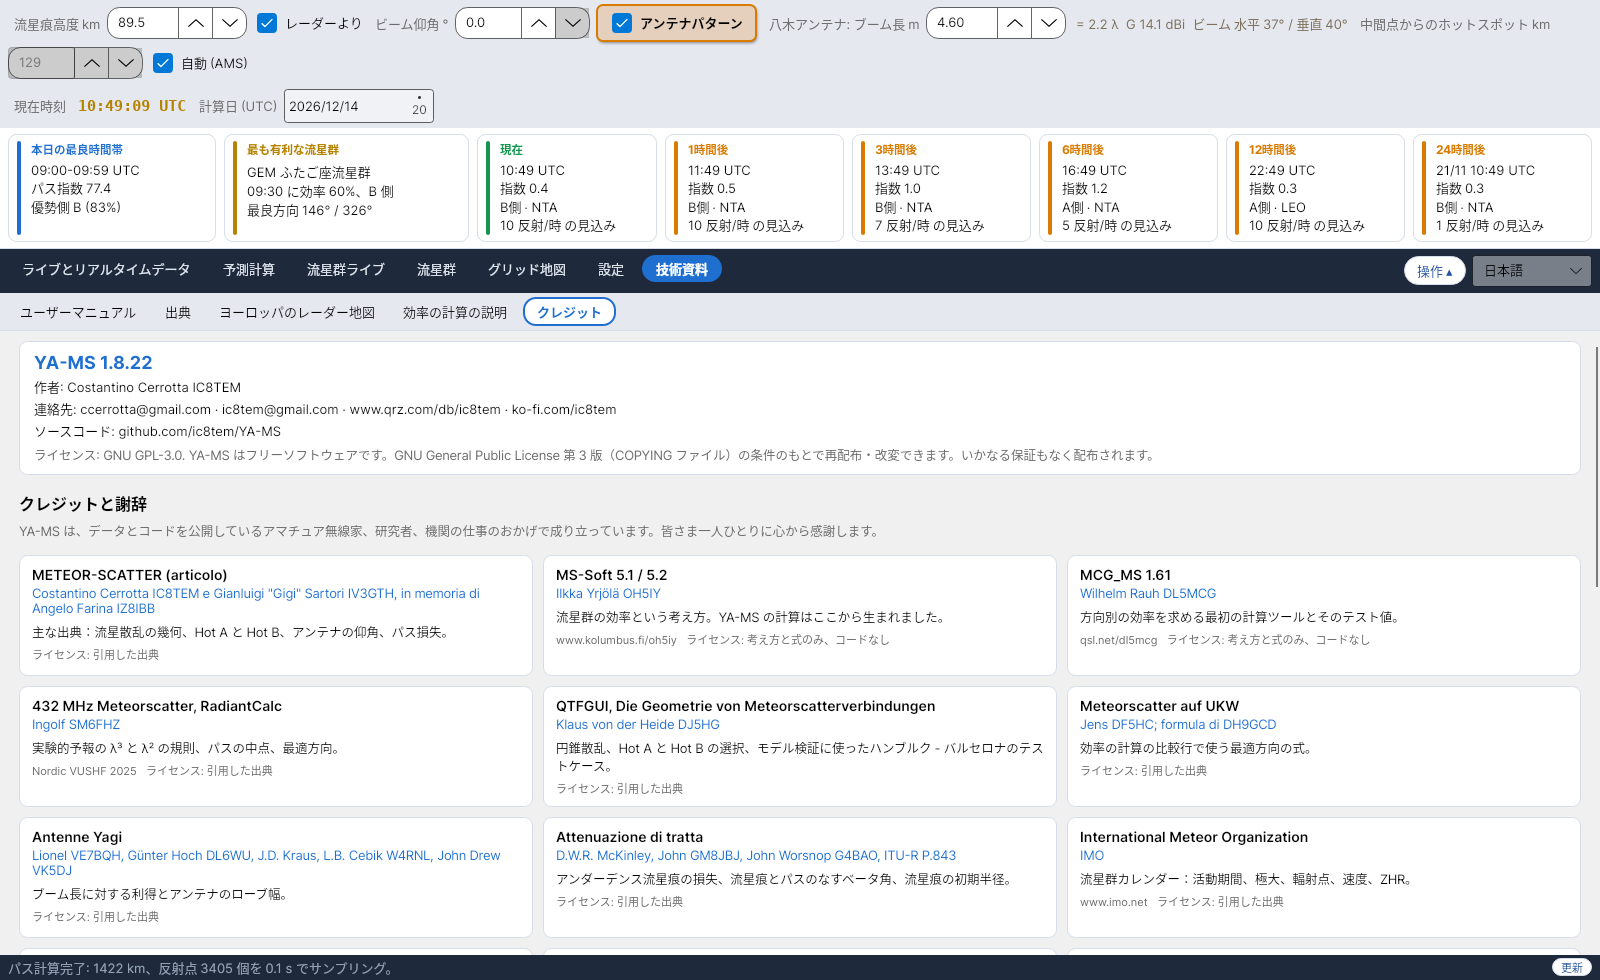 流星痕高度 km 89.5 レーダーより ビーム仰角 ° 0.0 アンテナパターン 八木アンテナ: ブーム長 m 4.60 = 2.2 λ G 14.1 dBi ビーム 水平 37° / 垂直 40° 中間点からのホットスポット km
129 自動 (AMS)
現在時刻 10:49:09 UTC 計算日 (UTC) 2026/12/14 20
本日の最良時間帯
09:00-09:59 UTC
パス指数 77.4
優勢側 B (83%)
最も有利な流星群
GEM ふたご座流星群
09:30 に効率 60%、B 側
最良方向 146° / 326°
現在
10:49 UTC
指数 0.4
B側 · NTA
10 反射/時 の見込み
1時間後
11:49 UTC
指数 0.5
B側 · NTA
10 反射/時 の見込み
3時間後
13:49 UTC
指数 1.0
B側 · NTA
7 反射/時 の見込み
6時間後
16:49 UTC
指数 1.2
A側 · NTA
5 反射/時 の見込み
12時間後
22:49 UTC
指数 0.3
A側 · LEO
10 反射/時 の見込み
24時間後
21/11 10:49 UTC
指数 0.3
B側 · NTA
1 反射/時 の見込み
ライブとリアルタイムデータ 予測計算 流星群ライブ 流星群 グリッド地図 設定 技術資料 操作 ▴ 日本語
ユーザーマニュアル 出典 ヨーロッパのレーダー地図 効率の計算の説明 クレジット
YA-MS 1.8.22
作者: Costantino Cerrotta IC8TEM
連絡先: ccerrotta@gmail.com · ic8tem@gmail.com · www.qrz.com/db/ic8tem · ko-fi.com/ic8tem
ソースコード: github.com/ic8tem/YA-MS
ライセンス: GNU GPL-3.0. YA-MS はフリーソフトウェアです。GNU General Public License 第 3 版（COPYING ファイル）の条件のもとで再配布・改変できます。いかなる保証もなく配布されます。
クレジットと謝辞
YA-MS は、データとコードを公開しているアマチュア無線家、研究者、機関の仕事のおかげで成り立っています。皆さま一人ひとりに心から感謝します。
METEOR-SCATTER (articolo)
Costantino Cerrotta IC8TEM e Gianluigi "Gigi" Sartori IV3GTH, in memoria di
Angelo Farina IZ8IBB
主な出典：流星散乱の幾何、Hot A と Hot B、アンテナの仰角、パス損失。
ライセンス: 引用した出典
MS-Soft 5.1 / 5.2
Ilkka Yrjölä OH5IY
流星群の効率という考え方。YA-MS の計算はここから生まれました。
www.kolumbus.fi/oh5iy ライセンス: 考え方と式のみ、コードなし
MCG_MS 1.61
Wilhelm Rauh DL5MCG
方向別の効率を求める最初の計算ツールとそのテスト値。
qsl.net/dl5mcg ライセンス: 考え方と式のみ、コードなし
432 MHz Meteorscatter, RadiantCalc
Ingolf SM6FHZ
実験的予報の λ³ と λ² の規則、パスの中点、最適方向。
Nordic VUSHF 2025 ライセンス: 引用した出典
QTFGUI, Die Geometrie von Meteorscatterverbindungen
Klaus von der Heide DJ5HG
円錐散乱、Hot A と Hot B の選択、モデル検証に使ったハンブルク - バルセロナのテス
トケース。
ライセンス: 引用した出典
Meteorscatter auf UKW
Jens DF5HC; formula di DH9GCD
効率の計算の比較行で使う最適方向の式。
ライセンス: 引用した出典
Antenne Yagi
Lionel VE7BQH, Günter Hoch DL6WU, J.D. Kraus, L.B. Cebik W4RNL, John Drew
VK5DJ
ブーム長に対する利得とアンテナのローブ幅。
ライセンス: 引用した出典
Attenuazione di tratta
D.W.R. McKinley, John GM8JBJ, John Worsnop G4BAO, ITU-R P.843
アンダーデンス流星痕の損失、流星痕とパスのなすベータ角、流星痕の初期半径。
ライセンス: 引用した出典
International Meteor Organization
IMO
流星群カレンダー：活動期間、極大、輻射点、速度、ZHR。
www.imo.net ライセンス: 引用した出典
パス計算完了: 1422 km、反射点 3405 個を 0.1 s でサンプリング。 更新